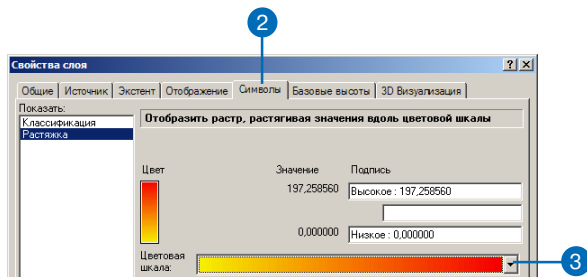 2
Свойства слоя
Общие Источник Экстент Отображение Символы Базовые высоты 3D Визуализация
Показать:
Классификация
Растяжка
Отобразить растр, растягивая значения вдоль цветовой шкалы
Цвет Значение Подпись
197,258560 Высокое : 197,258560
0,000000 Низкое : 0,000000
Цветовая шкала:
3